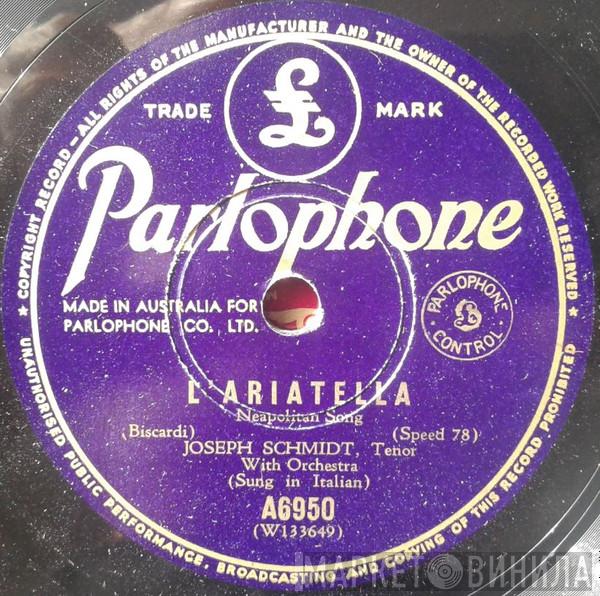 ★ COPYRIGHT RECORD — ALL RIGHTS OF THE MANUFACTURER AND THE OWNER OF THE RECORDED WORK RESERVED ★
£
TRADE MARK
Parlophone
MADE IN AUSTRALIA FOR
PARLOPHONE CO. LTD.
PARLOPHONE
£
CONTROL
L'ARIATELLA
Neapolitan Song
(Biscardi) (Speed 78)
JOSEPH SCHMIDT, Tenor
With Orchestra
(Sung in Italian)
A6950
(W133649)
UNAUTHORISED PUBLIC PERFORMANCE, BROADCASTING AND COPYING OF THIS RECORD PROHIBITED
МАРКЕТ ВИНИЛА